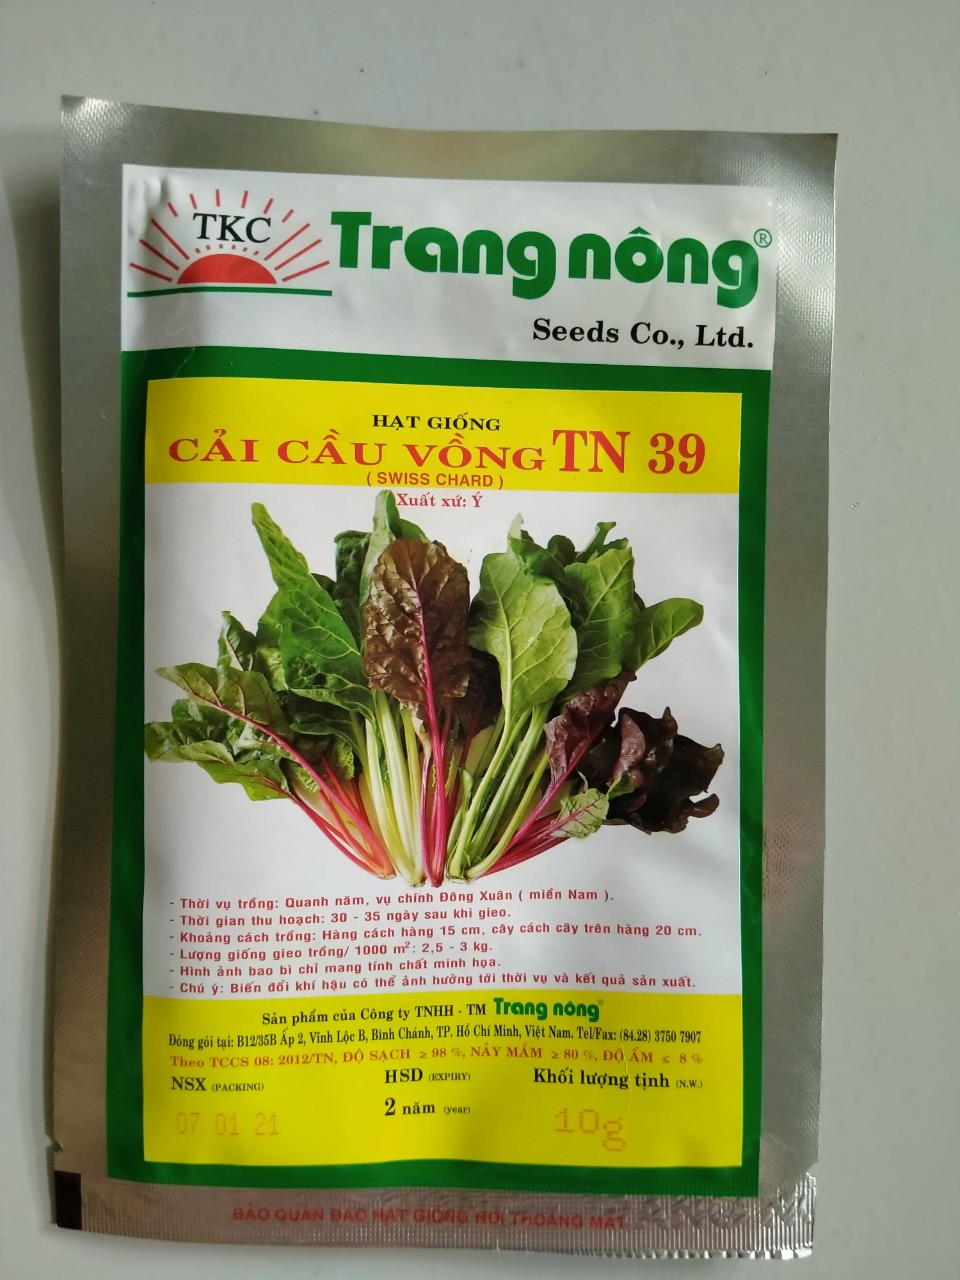 TKC
Trang nông®
Seeds Co., Ltd.
HẠT GIỐNG
CẢI CẦU VỒNG TN 39
( SWISS CHARD )
Xuất xứ: Ý
- Thời vụ trồng: Quanh năm, vụ chính Đông Xuân ( miền Nam ).
- Thời gian thu hoạch: 30 - 35 ngày sau khi gieo.
- Khoảng cách trồng: Hàng cách hàng 15 cm, cây cách cây trên hàng 20 cm.
- Lượng giống gieo trồng/ 1000 m²: 2,5 - 3 kg.
- Hình ảnh bao bì chỉ mang tính chất minh họa.
- Chú ý: Biến đổi khí hậu có thể ảnh hưởng tới thời vụ và kết quả sản xuất.
Sản phẩm của Công ty TNHH - TM Trang nông®
Đóng gói tại: B12/35B Ấp 2, Vĩnh Lộc B, Bình Chánh, TP. Hồ Chí Minh, Việt Nam. Tel/Fax: (84.28) 3750 7907
Theo TCCS 08: 2012/TN, ĐỘ SẠCH ≥ 98 %, NẢY MẦM ≥ 80 %, ĐỘ ẨM ≤ 8 %
NSX (PACKING) HSD (EXPIRY) Khối lượng tịnh (N.W.)
07 01 21 2 năm (year) 10g
BẢO QUẢN BAO HẠT GIỐNG NƠI THOÁNG MÁT